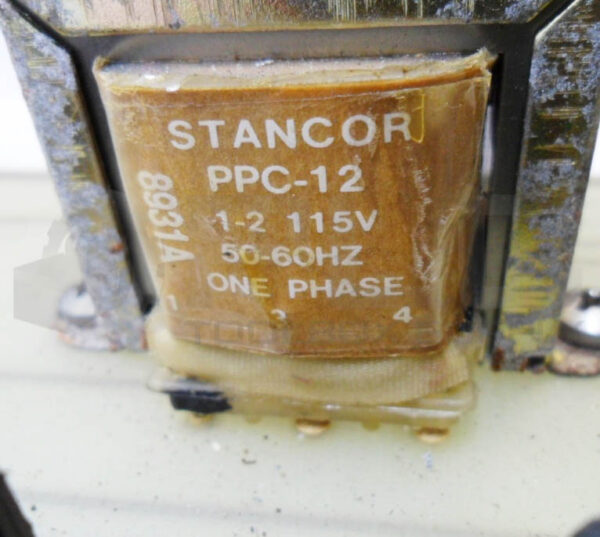 STANCOR
PPC-12
1-2 115V
50-60HZ
ONE PHASE
1 3 4
8931A